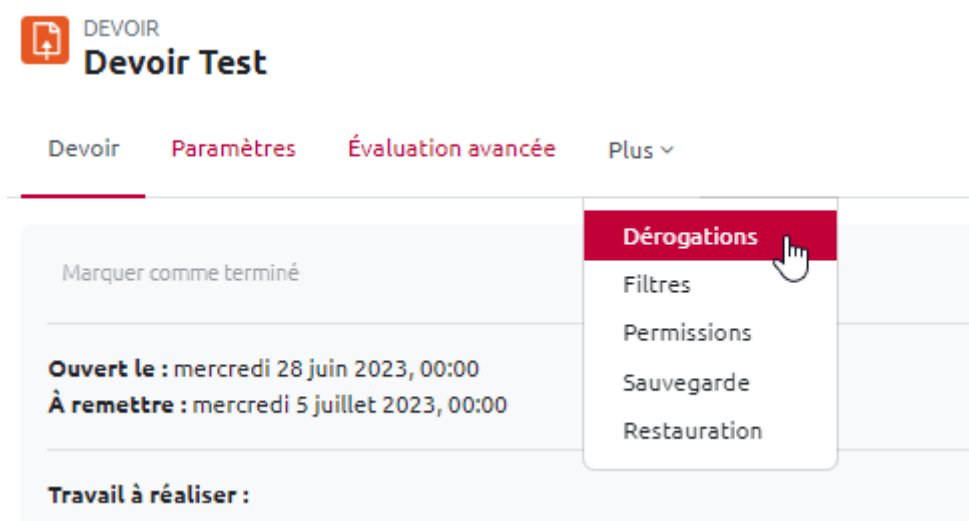 DEVOIR
Devoir Test
Devoir Paramètres Évaluation avancée Plus
Dérogations
Filtres
Permissions
Sauvegarde
Restauration
Marquer comme terminé
Ouvert le : mercredi 28 juin 2023, 00:00
À remettre : mercredi 5 juillet 2023, 00:00
Travail à réaliser :